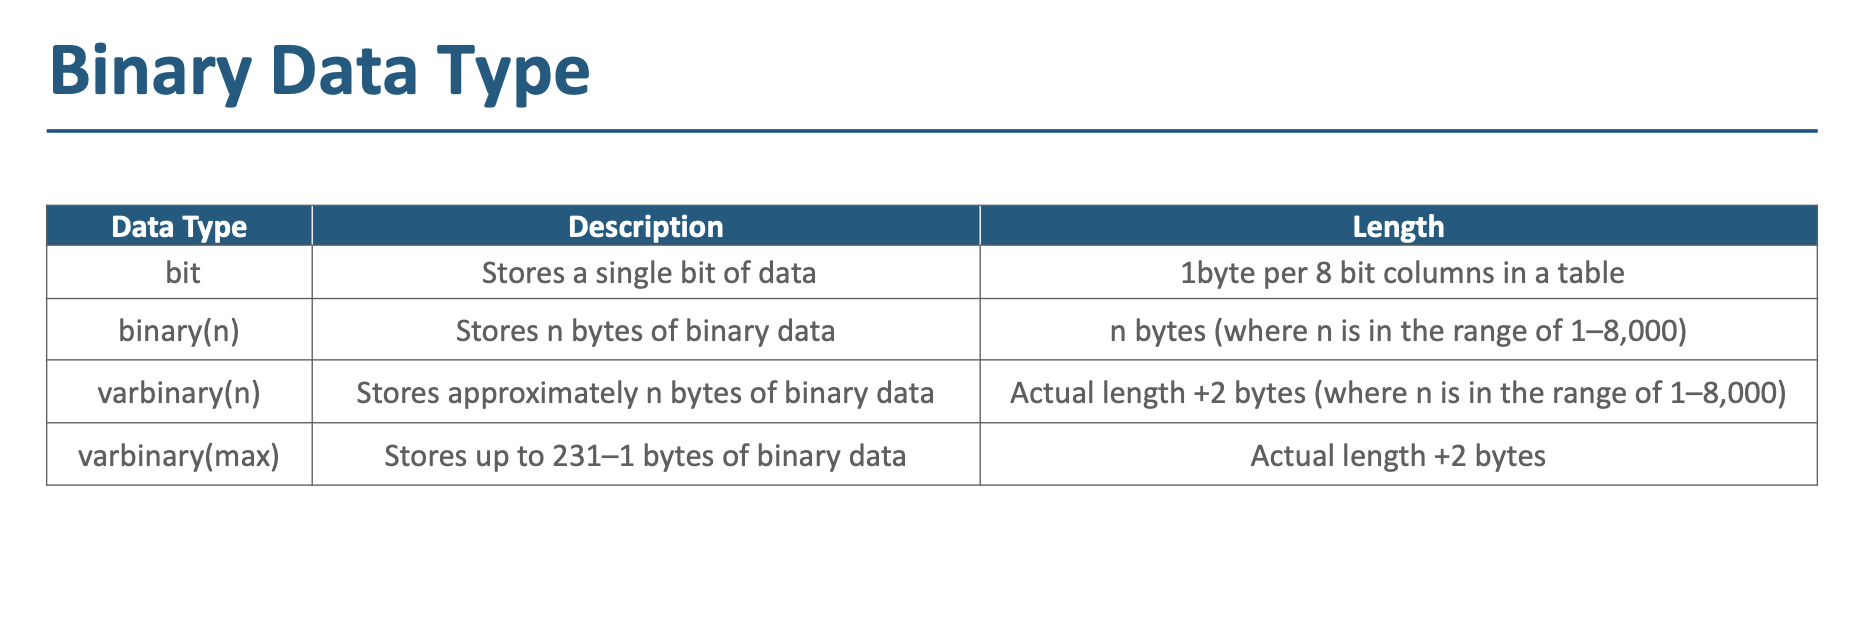 Binary Data Type
Data Type Description Length
bit Stores a single bit of data 1byte per 8 bit columns in a table
binary(n) Stores n bytes of binary data n bytes (where n is in the range of 1–8,000)
varbinary(n) Stores approximately n bytes of binary data Actual length +2 bytes (where n is in the range of 1–8,000)
varbinary(max) Stores up to 231–1 bytes of binary data Actual length +2 bytes